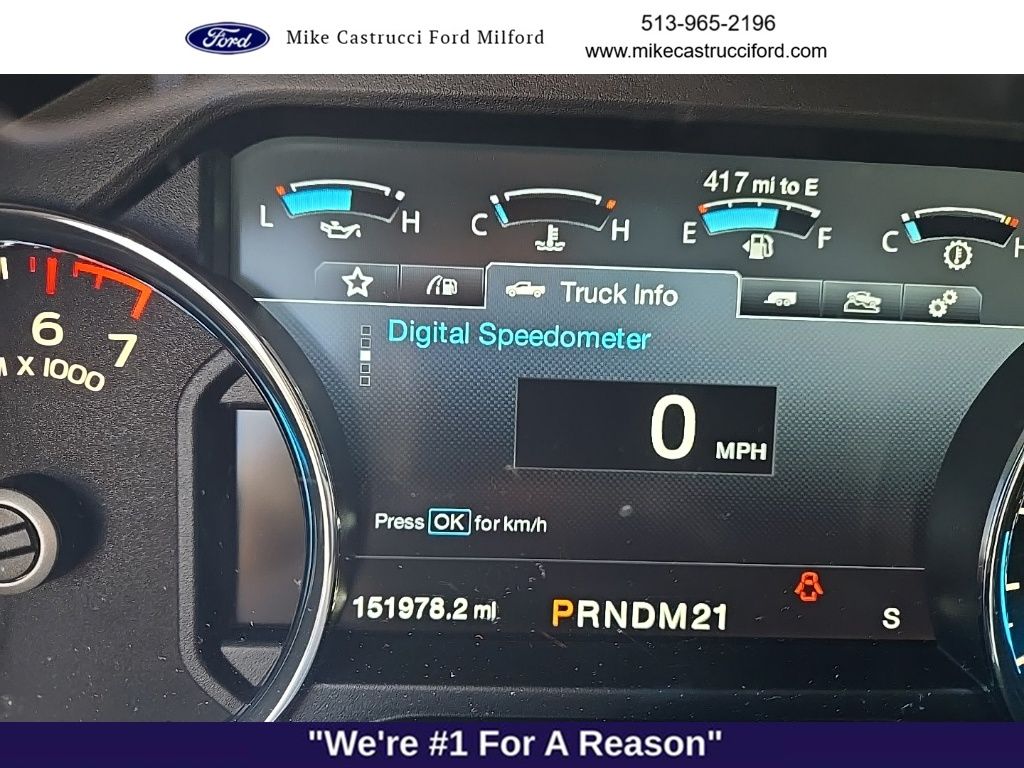 Ford
Mike Castrucci Ford Milford
513-965-2196
www.mikecastrucciford.com
417 mi to E
L H
C H
E F
C H
Truck Info
6
7
X 1000
Digital Speedometer
0 MPH
Press OK for km/h
151978.2 mi
PRNDM21
S
"We're #1 For A Reason"